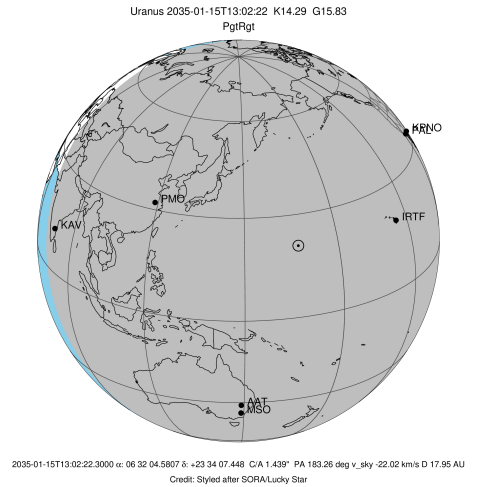 Uranus 2035-01-15T13:02:22 K14.29 G15.83
PgtRgt
KPNO
PAL
PMO
IRTF
KAV
AAT
MSO
2035-01-15T13:02:22.3000 α: 06 32 04.5807 δ: +23 34 07.448 C/A 1.439" PA 183.26 deg v_sky -22.02 km/s D 17.95 AU
Credit: Styled after SORA/Lucky Star